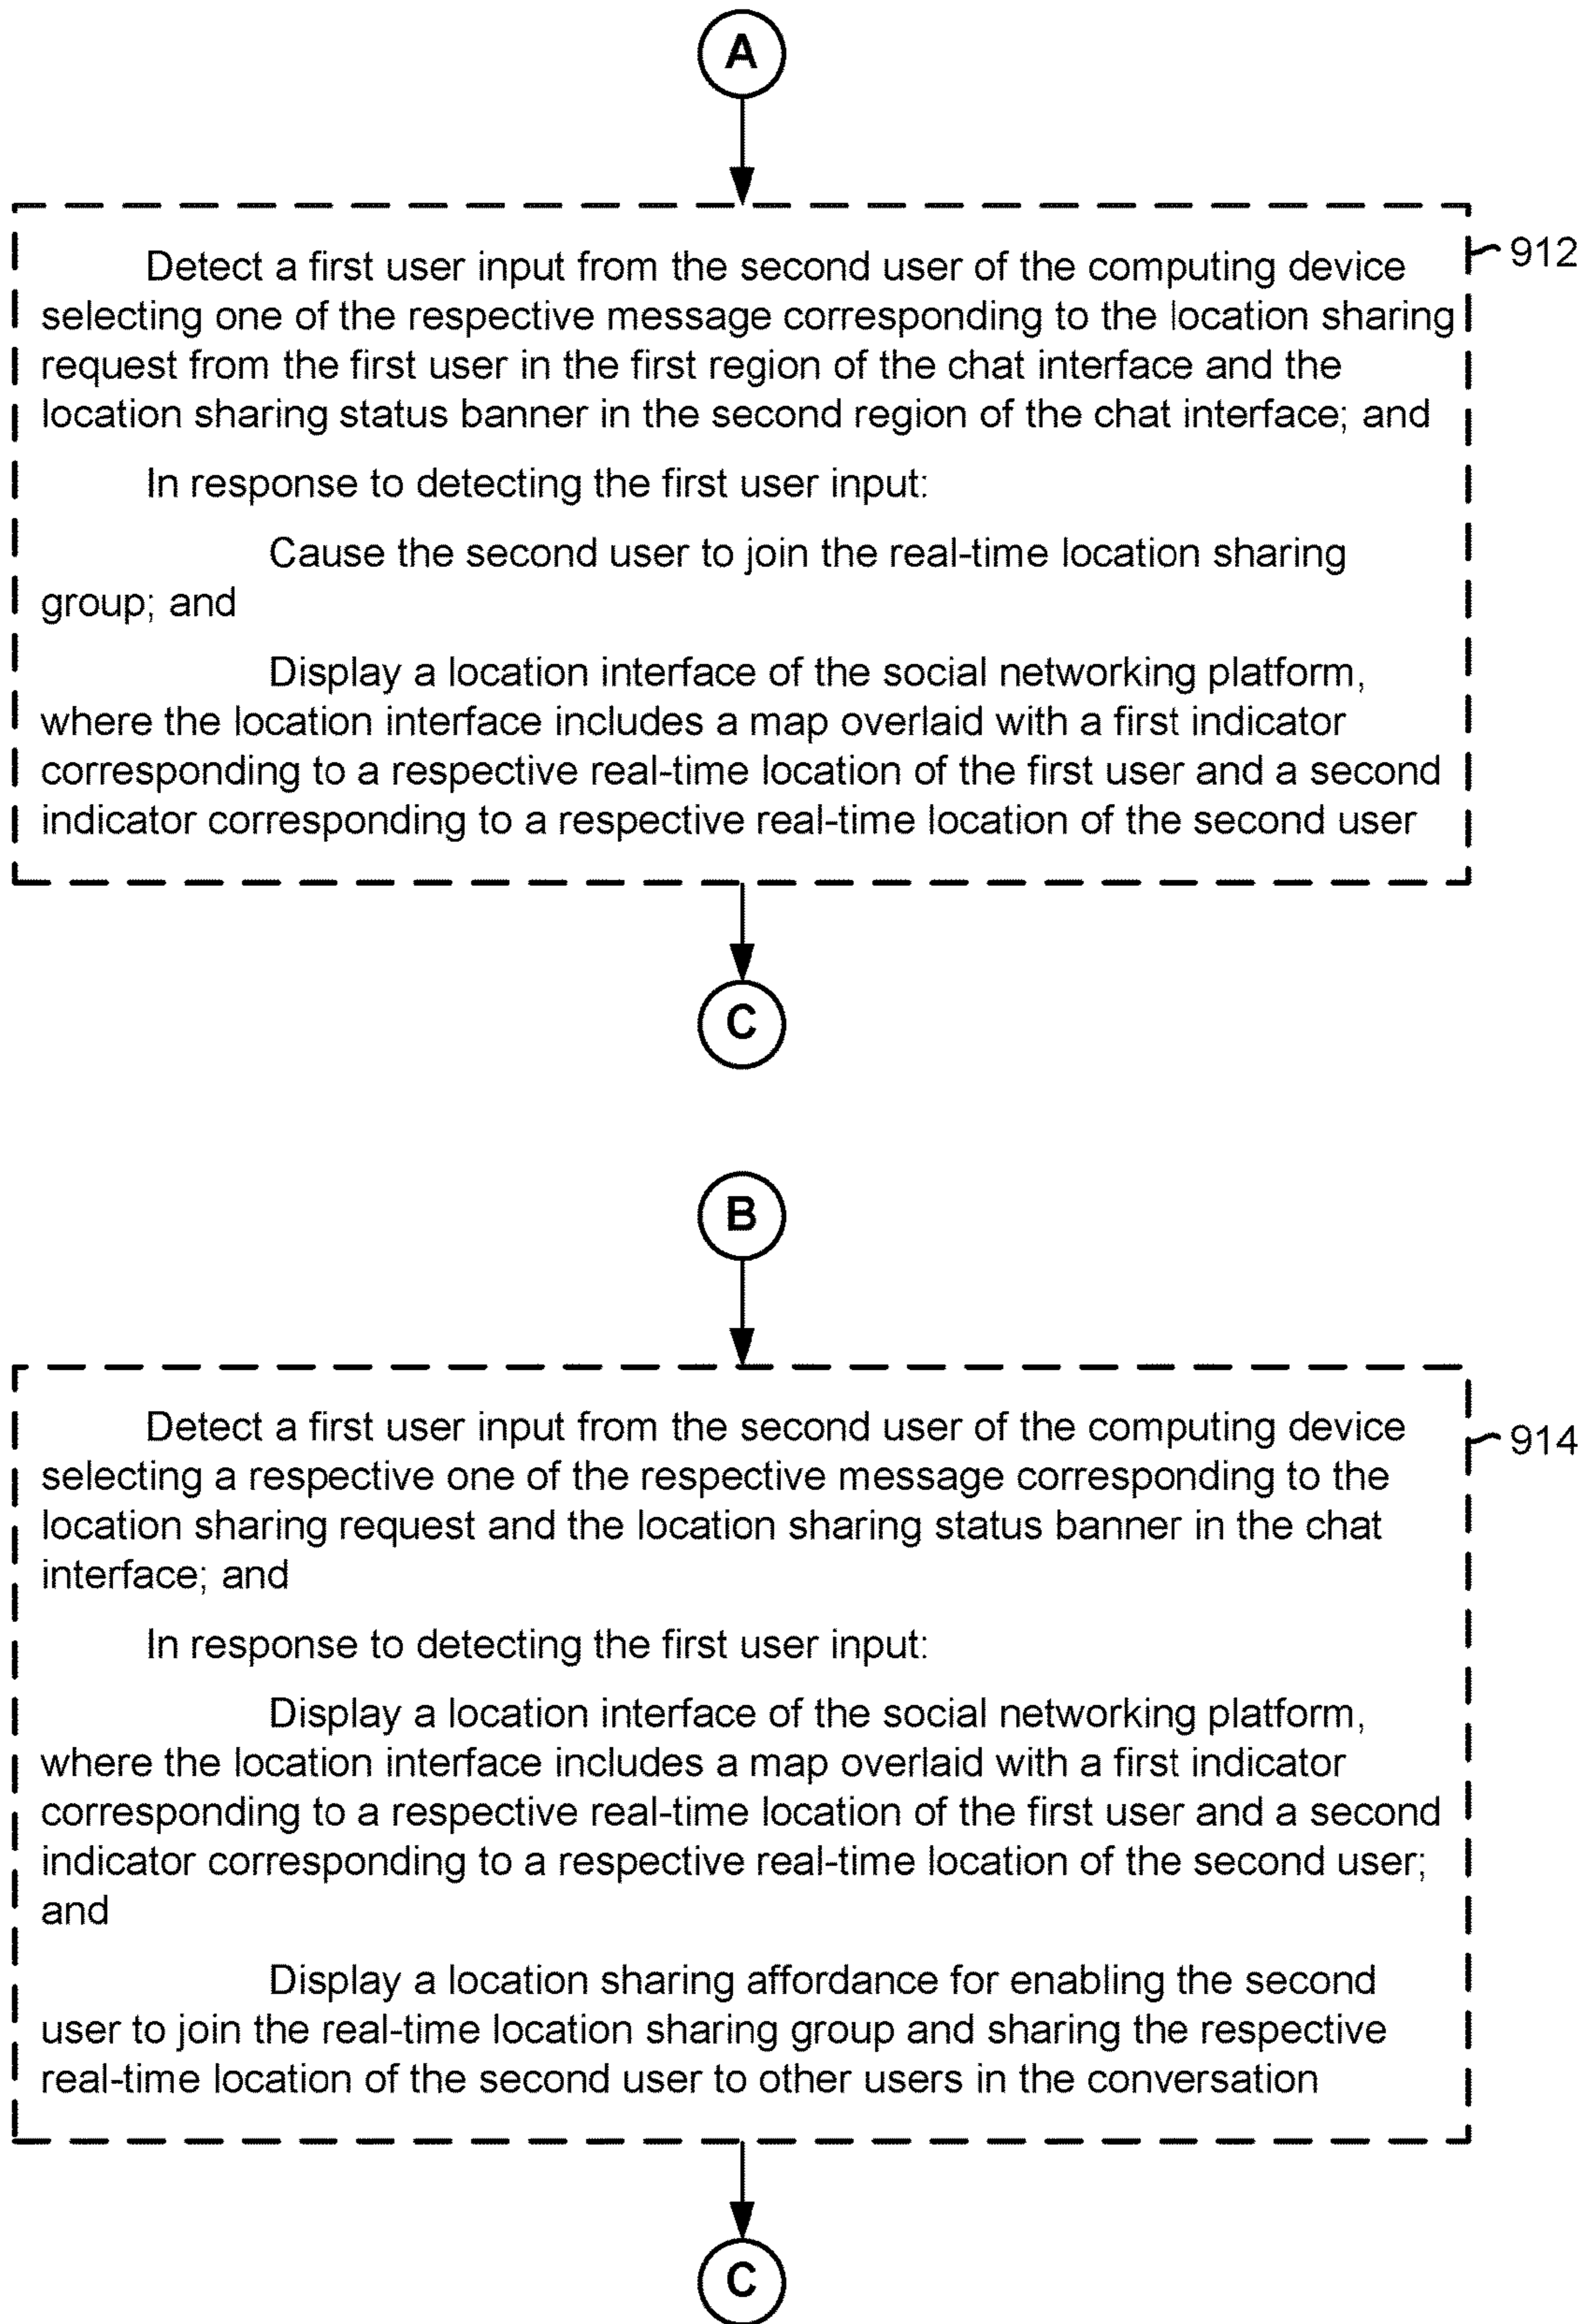 A
Detect a first user input from the second user of the computing device
selecting one of the respective message corresponding to the location sharing
request from the first user in the first region of the chat interface and the
location sharing status banner in the second region of the chat interface; and
In response to detecting the first user input:
Cause the second user to join the real-time location sharing
group; and
Display a location interface of the social networking platform,
where the location interface includes a map overlaid with a first indicator
corresponding to a respective real-time location of the first user and a second
indicator corresponding to a respective real-time location of the second user
912
C
B
Detect a first user input from the second user of the computing device
selecting a respective one of the respective message corresponding to the
location sharing request and the location sharing status banner in the chat
interface; and
In response to detecting the first user input:
Display a location interface of the social networking platform,
where the location interface includes a map overlaid with a first indicator
corresponding to a respective real-time location of the first user and a second
indicator corresponding to a respective real-time location of the second user;
and
Display a location sharing affordance for enabling the second
user to join the real-time location sharing group and sharing the respective
real-time location of the second user to other users in the conversation
914
C